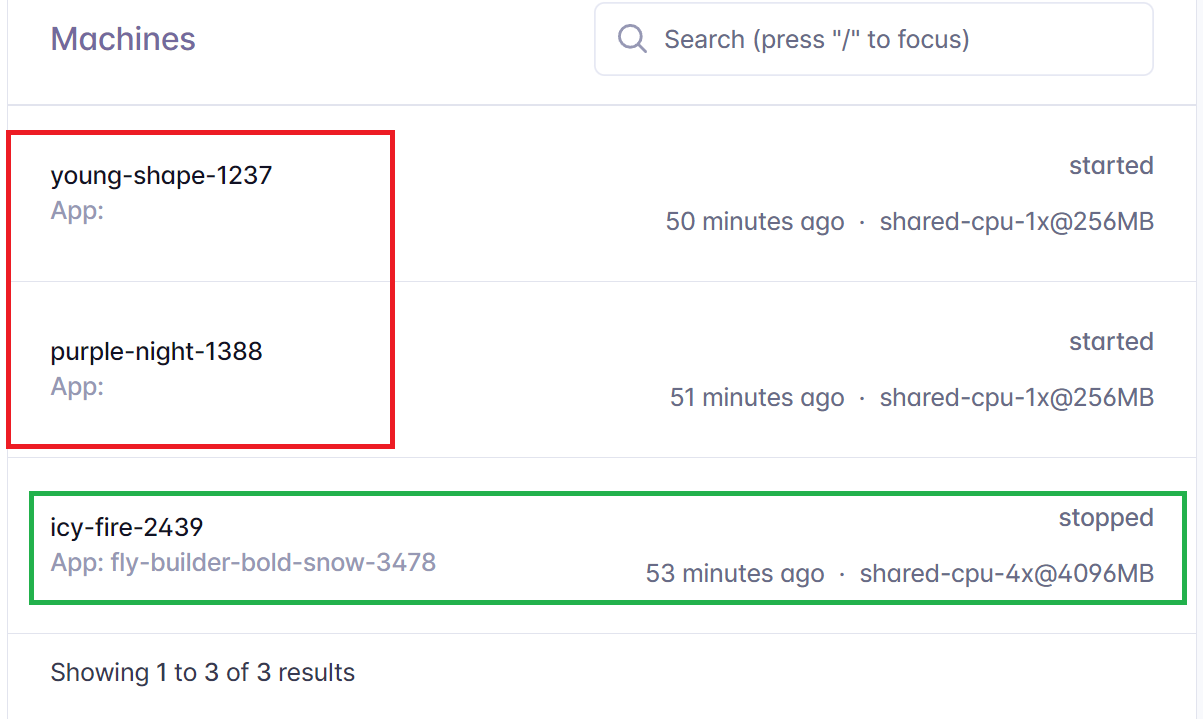 Machines
Search (press "/" to focus)
young-shape-1237
App:
started
50 minutes ago · shared-cpu-1x@256MB
purple-night-1388
App:
started
51 minutes ago · shared-cpu-1x@256MB
icy-fire-2439
App: fly-builder-bold-snow-3478
stopped
53 minutes ago · shared-cpu-4x@4096MB
Showing 1 to 3 of 3 results